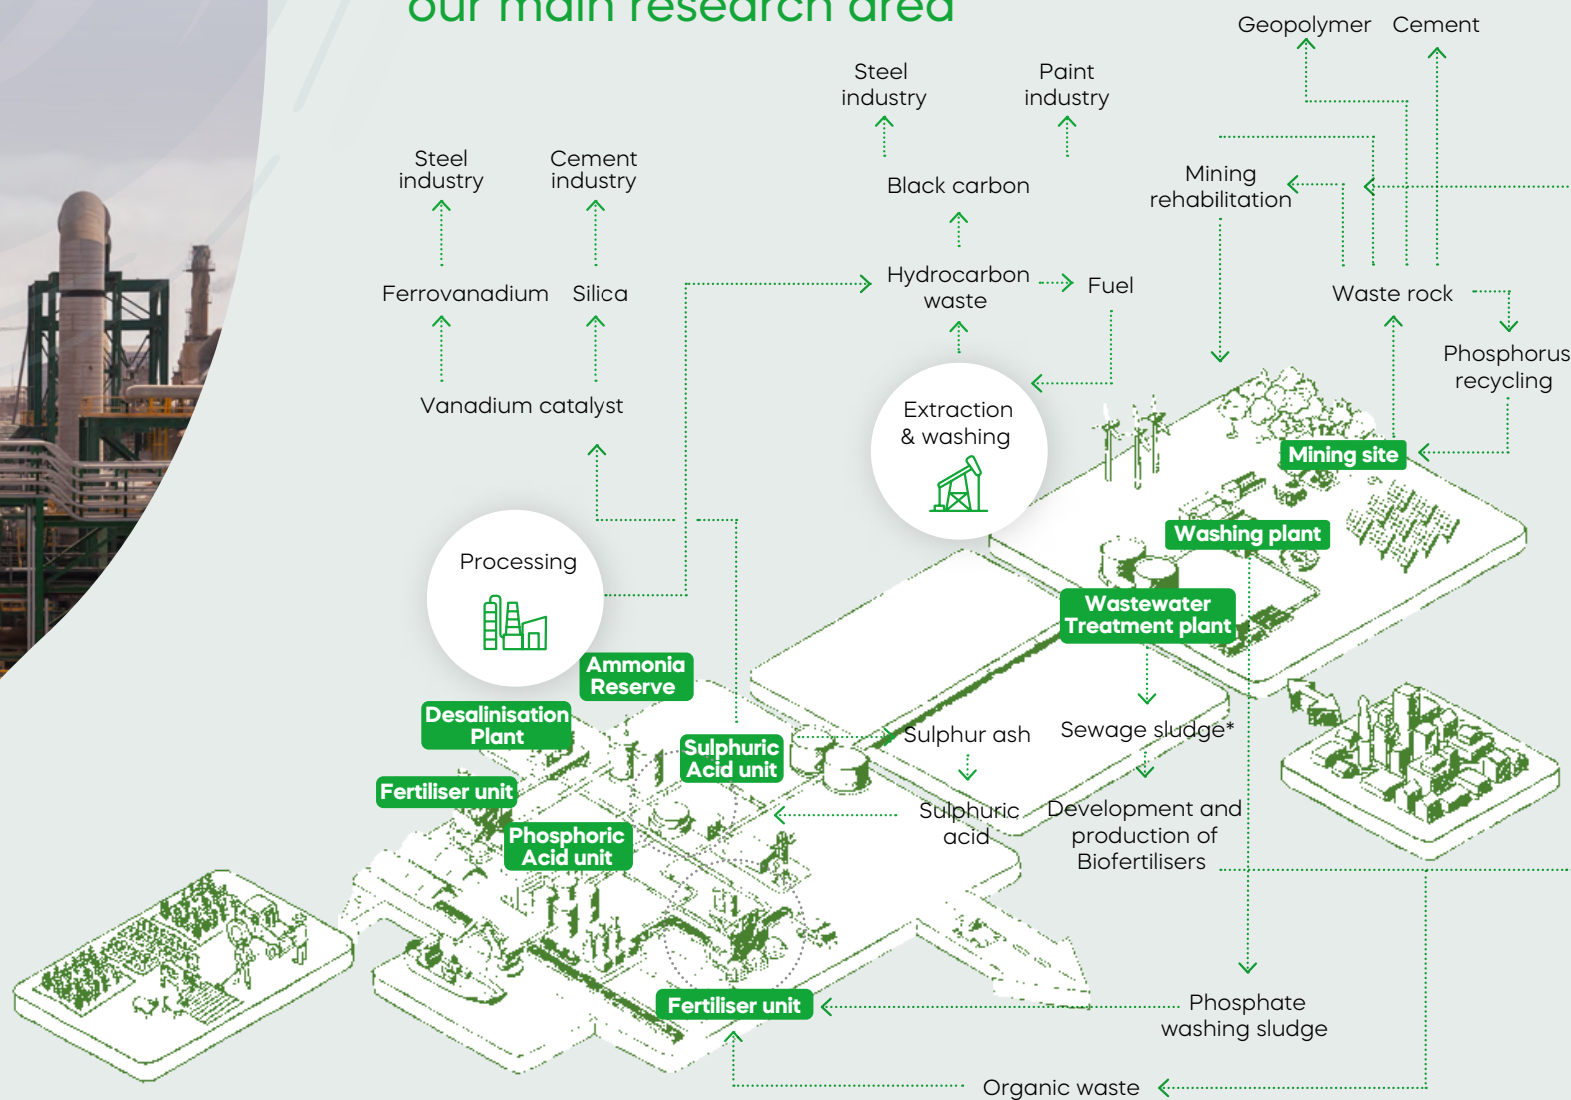 our main research area
Geopolymer
Cement
Steel
industry
Paint
industry
Steel
industry
Cement
industry
Black carbon
Mining
rehabilitation
Ferrovanadium
Silica
Hydrocarbon
waste
Fuel
Waste rock
Phosphorus
recycling
Vanadium catalyst
Extraction
& washing
Mining site
Washing plant
Processing
Wastewater
Treatment plant
Ammonia
Reserve
Desalinisation
Plant
Sulphuric
Acid unit
Sulphur ash
Sewage sludge*
Fertiliser unit
Phosphoric
Acid unit
Sulphuric
acid
Development and
production of
Biofertilisers
Fertiliser unit
Phosphate
washing sludge
Organic waste